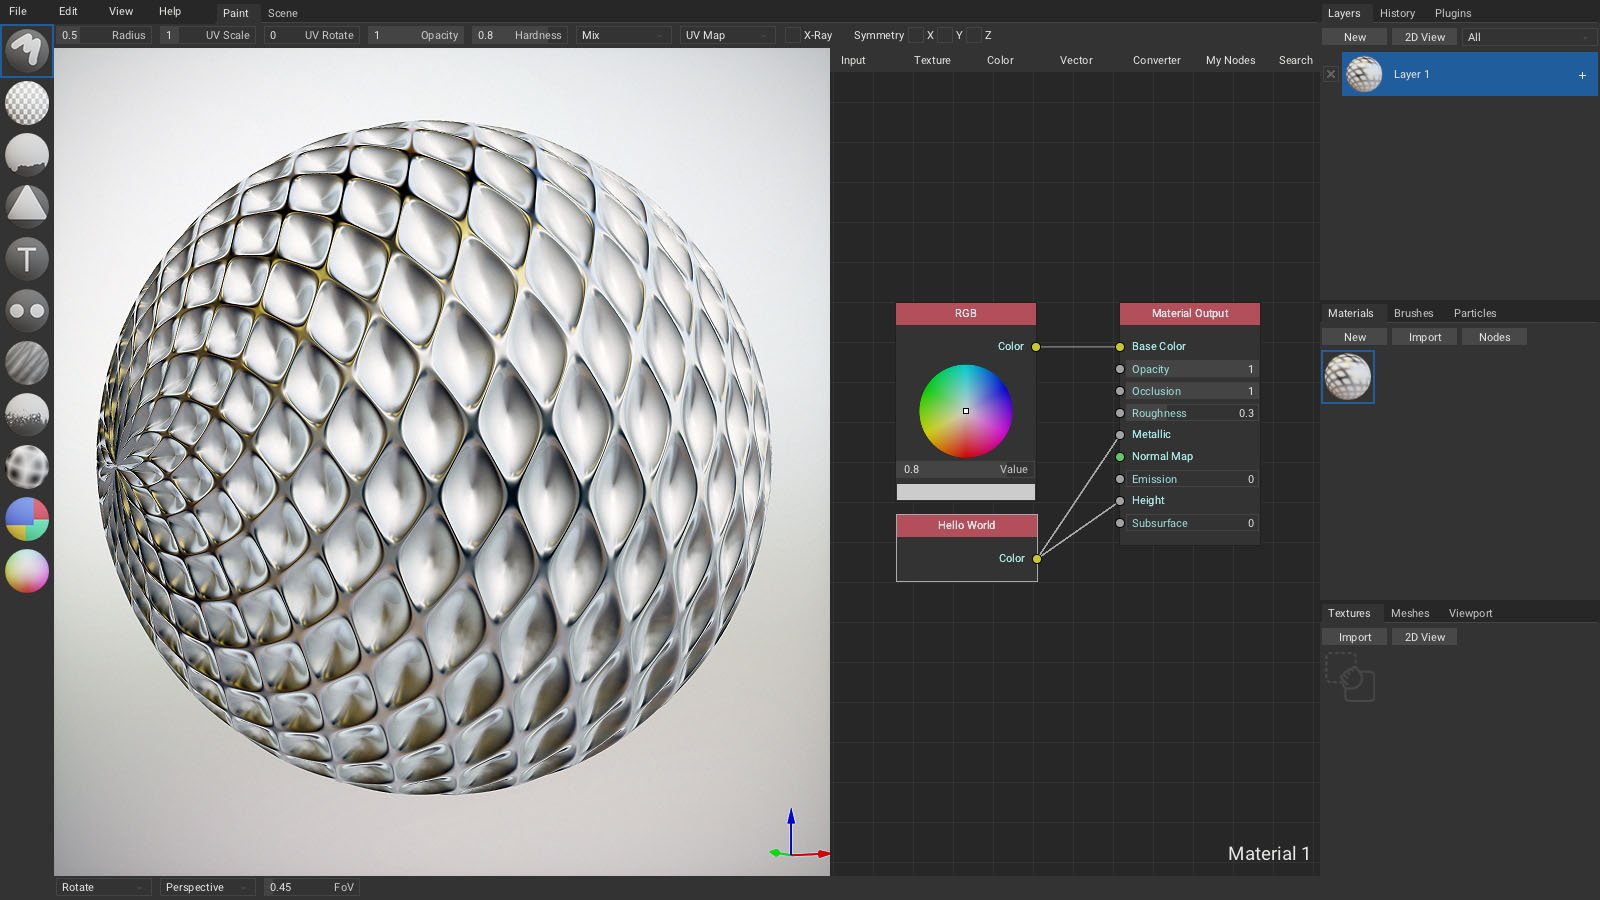 File Edit View Help Paint Scene
Layers History Plugins
0.5 Radius 1 UV Scale 0 UV Rotate 1 Opacity 0.8 Hardness Mix UV Map X-Ray Symmetry X Y Z
New 2D View All
Input Texture Color Vector Converter My Nodes Search
Layer 1 +
T
RGB
Color
0.8 Value
Hello World
Color
Material Output
Base Color
Opacity 1
Occlusion 1
Roughness 0.3
Metallic
Normal Map
Emission 0
Height
Subsurface 0
Material 1
Materials Brushes Particles
New Import Nodes
Textures Meshes Viewport
Import 2D View
Rotate Perspective 0.45 FoV